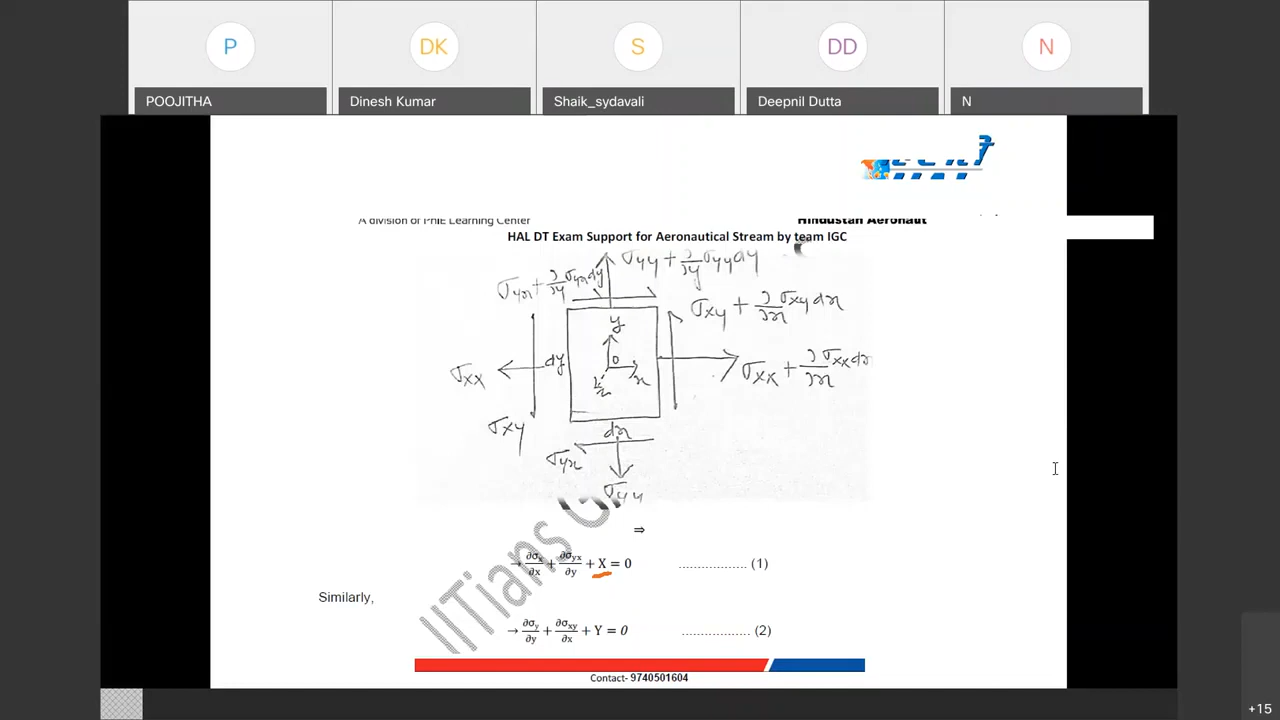 P DK S DD N
POOJITHA Dinesh Kumar Shaik_sydavali Deepnil Dutta N
A division of PhIE Learning Center Hindustan Aeronaut
HAL DT Exam Support for Aeronautical Stream by team IGC
σyx + ∂/∂y σyx dy σyy + ∂/∂y σyy dy
σxy + ∂/∂x σxy dx
y
dy 0
σxx x σxx + ∂/∂x σxx dx
z
σxy dx
σyx
σyy
⇒
→ ∂σx/∂x + ∂σyx/∂y + X = 0 .................. (1)
Similarly,
→ ∂σy/∂y + ∂σxy/∂x + Y = 0 .................. (2)
IITians G
Contact- 9740501604
+15